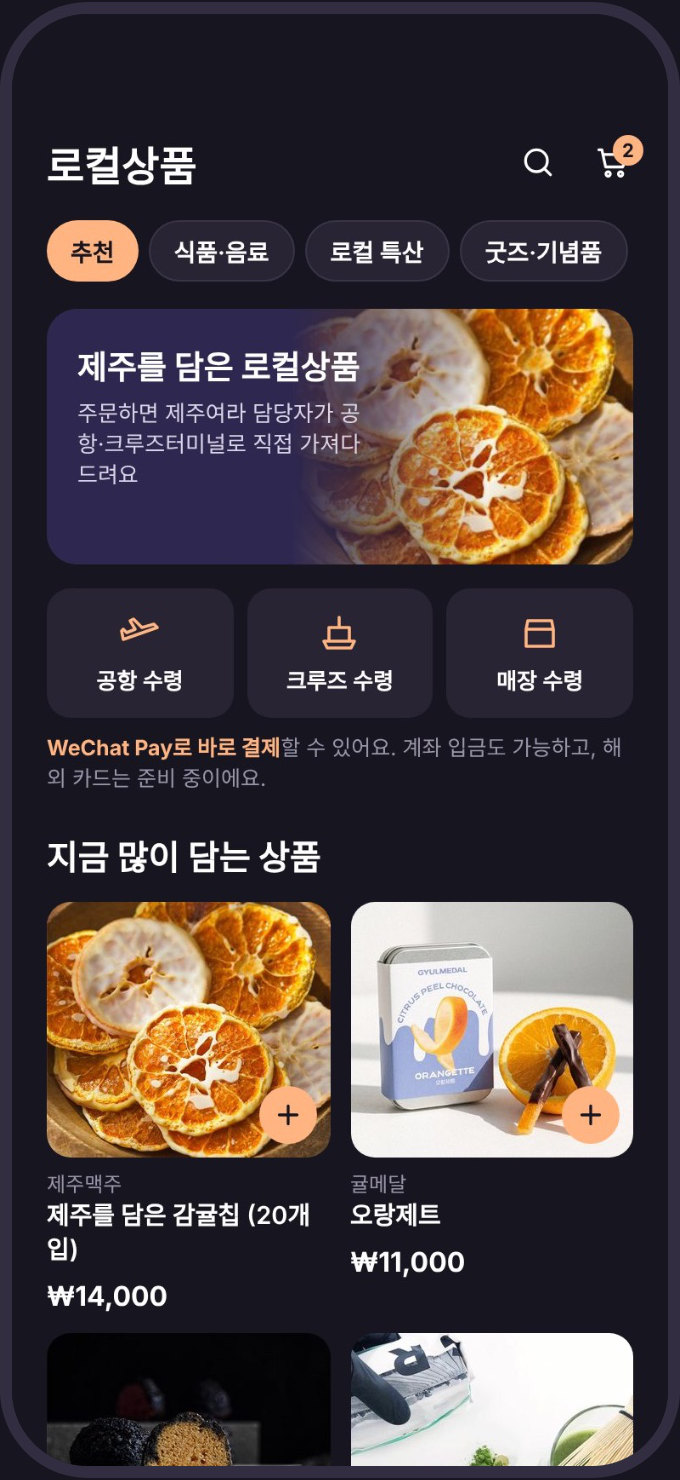 로컬상품
2
추천
식품·음료
로컬 특산
굿즈·기념품
제주를 담은 로컬상품
주문하면 제주여라 담당자가 공
항·크루즈터미널로 직접 가져다
드려요
공항 수령
크루즈 수령
매장 수령
WeChat Pay로 바로 결제할 수 있어요. 계좌 입금도 가능하고, 해
외 카드는 준비 중이에요.
지금 많이 담는 상품
GYULMEDAL
CITRUS PEEL CHOCOLATE
ORANGETTE
제주맥주
제주를 담은 감귤칩 (20개
입)
₩14,000
귤메달
오랑제트
₩11,000